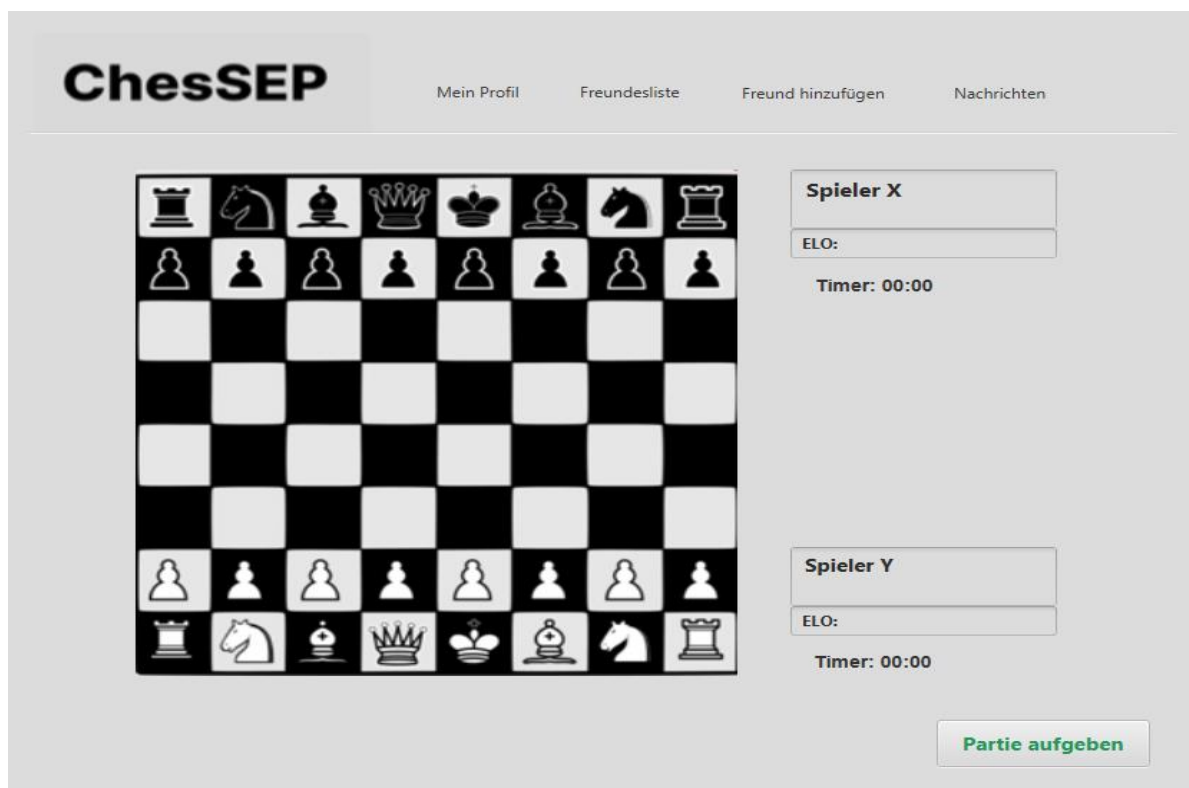 ChesSEP
Mein Profil Freundesliste Freund hinzufügen Nachrichten
Spieler X
ELO:
Timer: 00:00
Spieler Y
ELO:
Timer: 00:00
Partie aufgeben